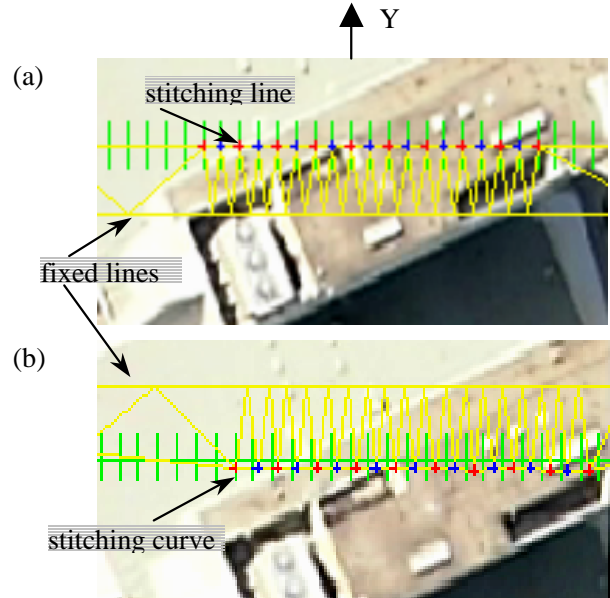 Y
(a)
stitching line
fixed lines
(b)
stitching curve